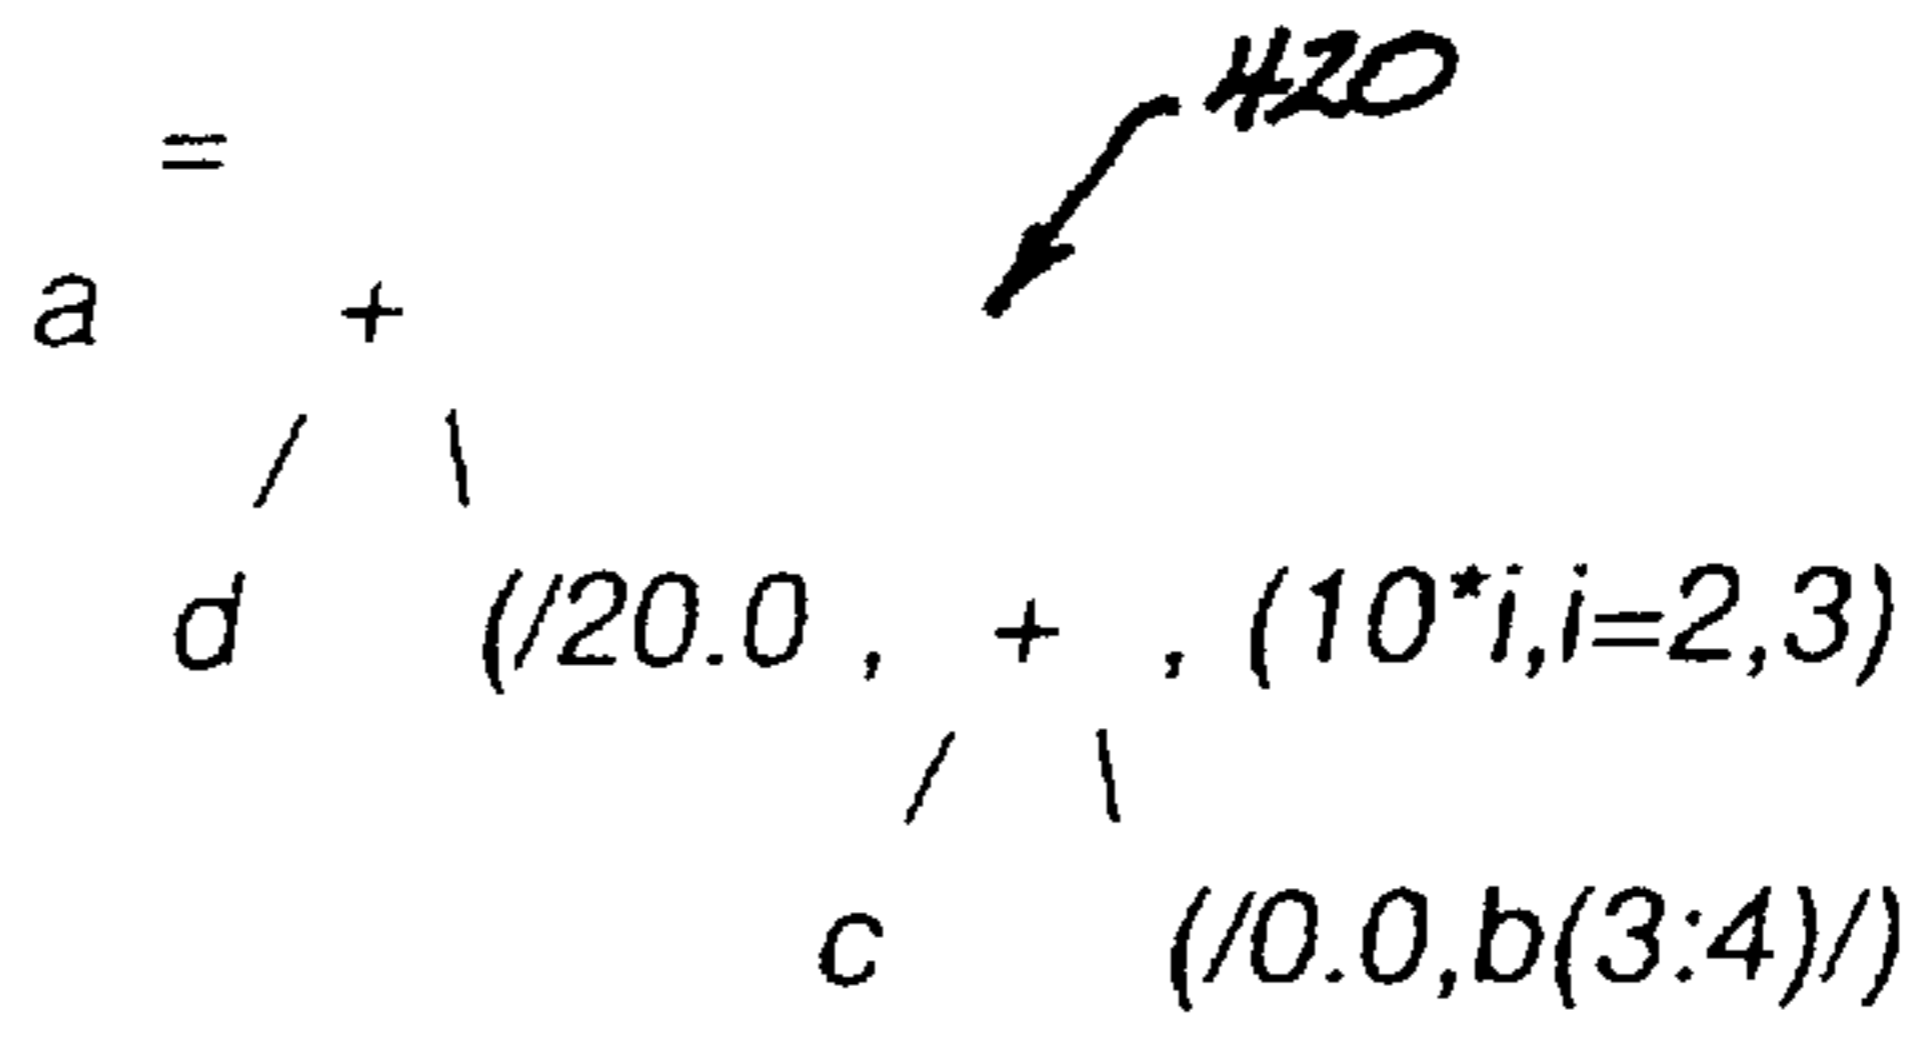 420
=
a +
/ \
d (/20.0 , + , (10*i,i=2,3)
/ \
c (/0.0,b(3:4)/)